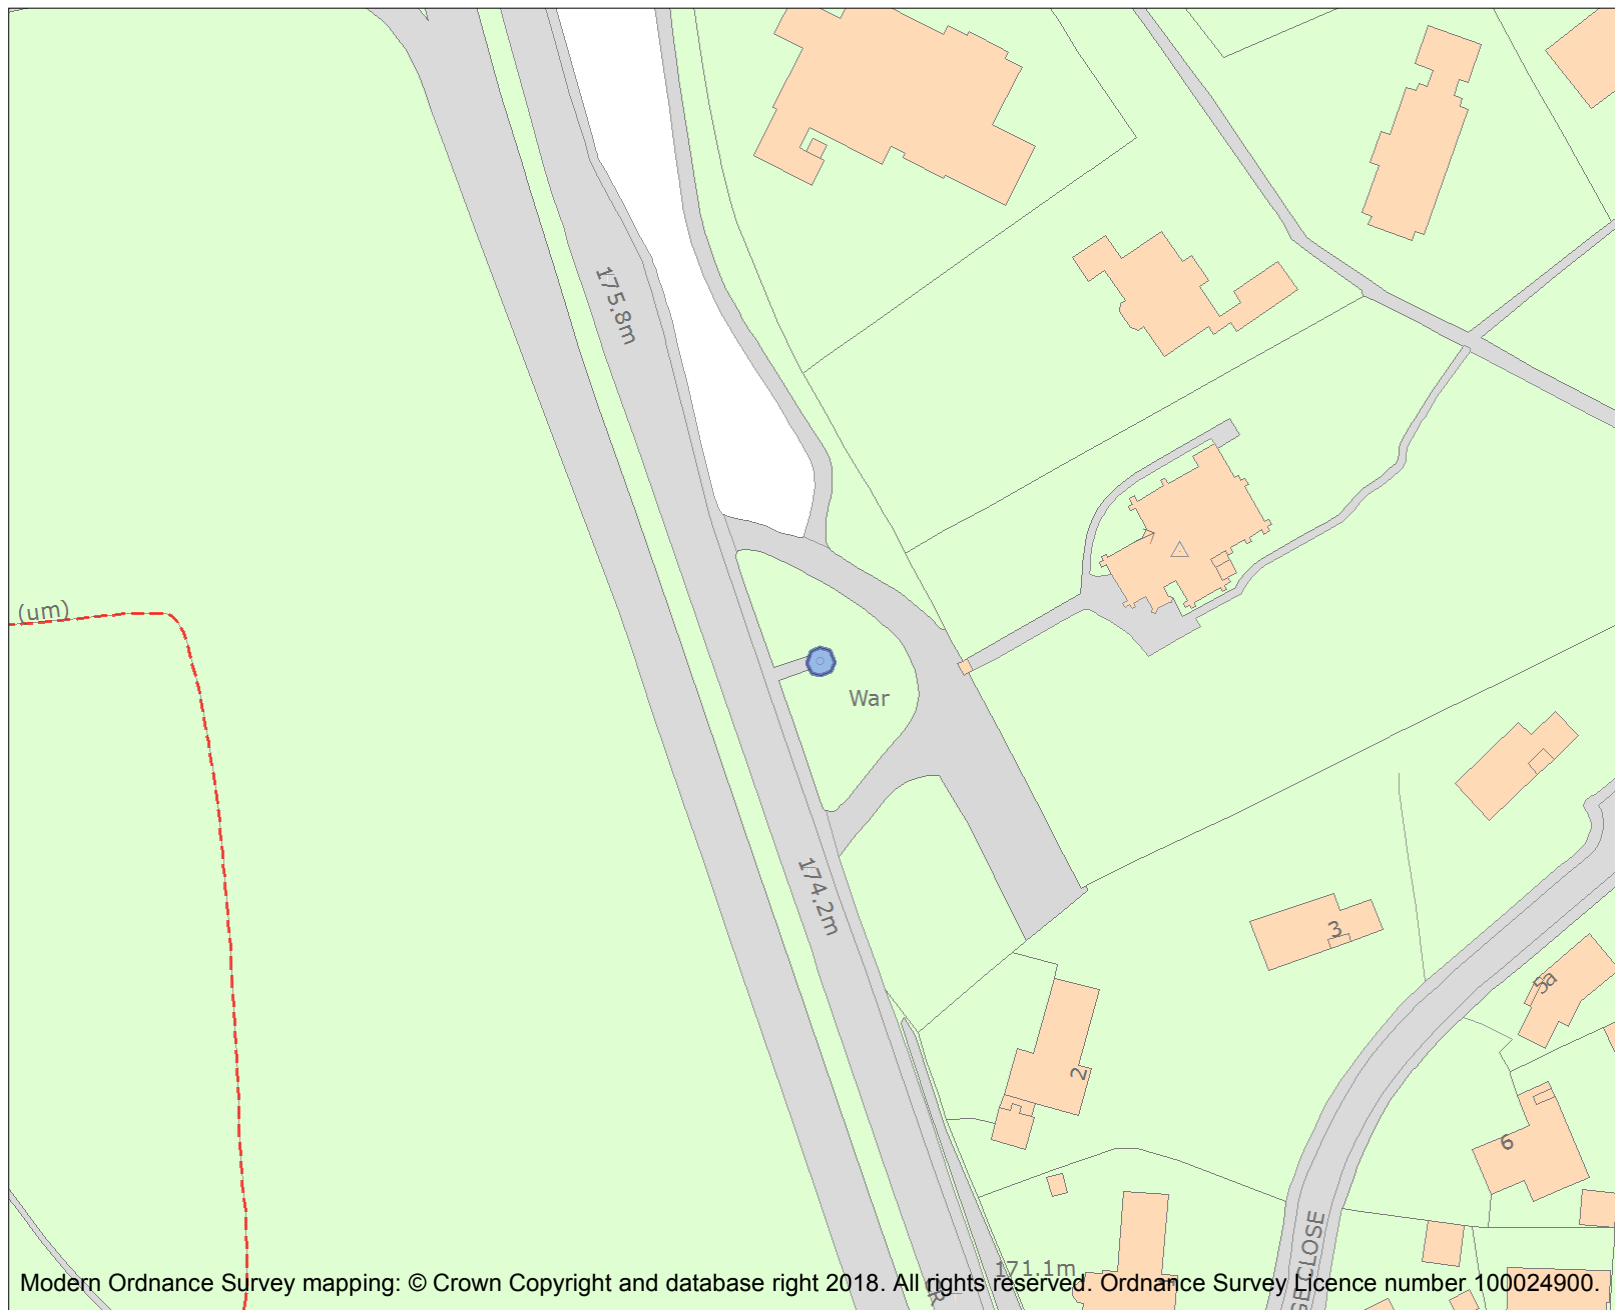 175.8m
(um)
War
174.2m
3
5a
2
6
SE CLOSE
171.1m
Modern Ordnance Survey mapping: © Crown Copyright and database right 2018. All rights reserved. Ordnance Survey Licence number 100024900.